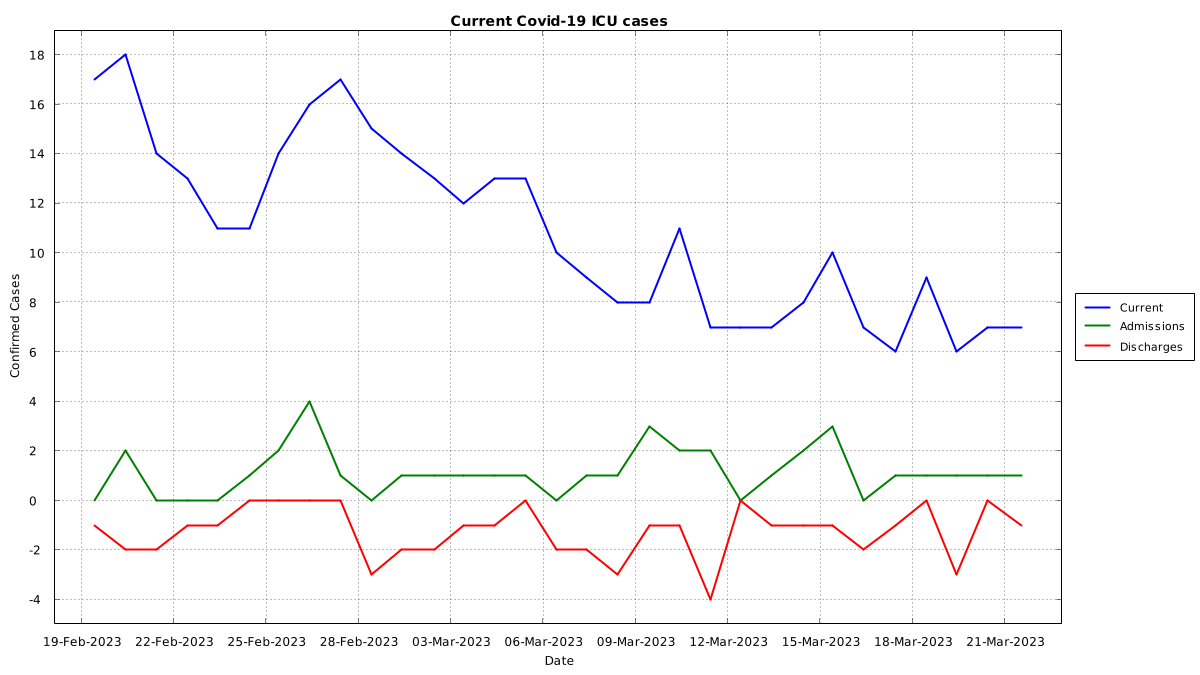 Current Covid-19 ICU cases
Confirmed Cases
18
16
14
12
10
8
6
4
2
0
-2
-4
19-Feb-2023 22-Feb-2023 25-Feb-2023 28-Feb-2023 03-Mar-2023 06-Mar-2023 09-Mar-2023 12-Mar-2023 15-Mar-2023 18-Mar-2023 21-Mar-2023
Date
Current
Admissions
Discharges